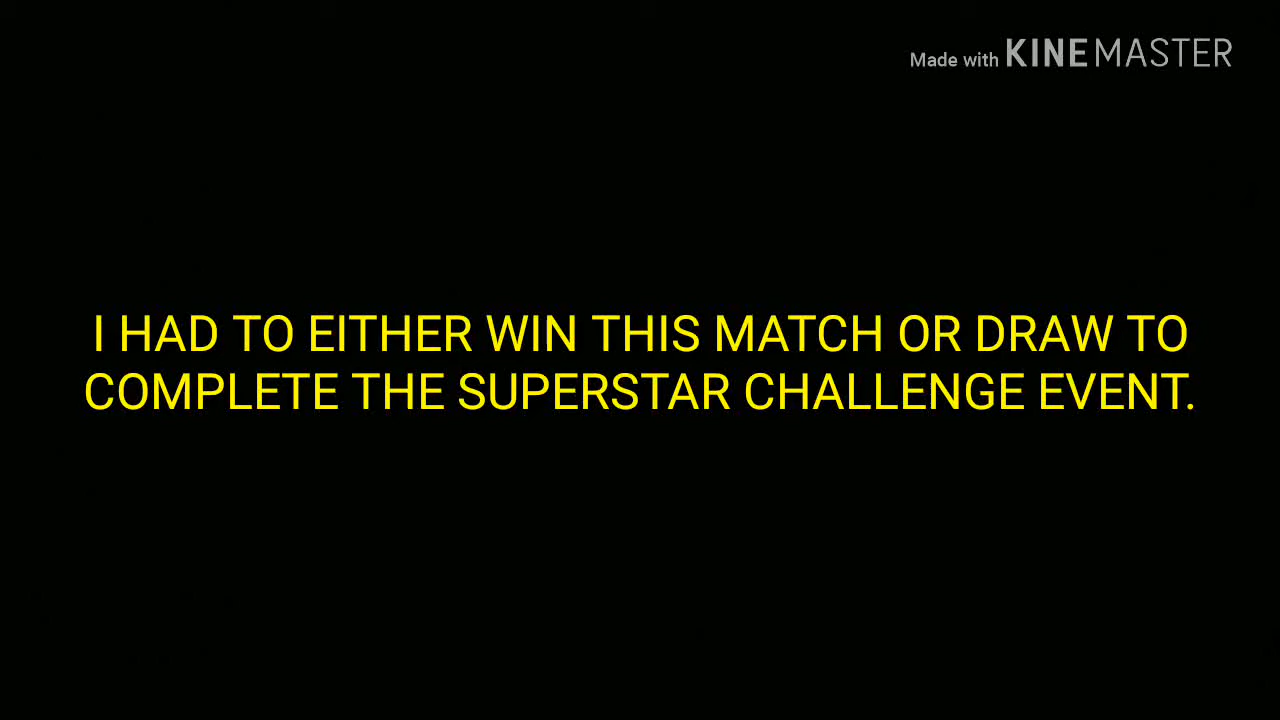 Made with KINEMASTER
I HAD TO EITHER WIN THIS MATCH OR DRAW TO
COMPLETE THE SUPERSTAR CHALLENGE EVENT.